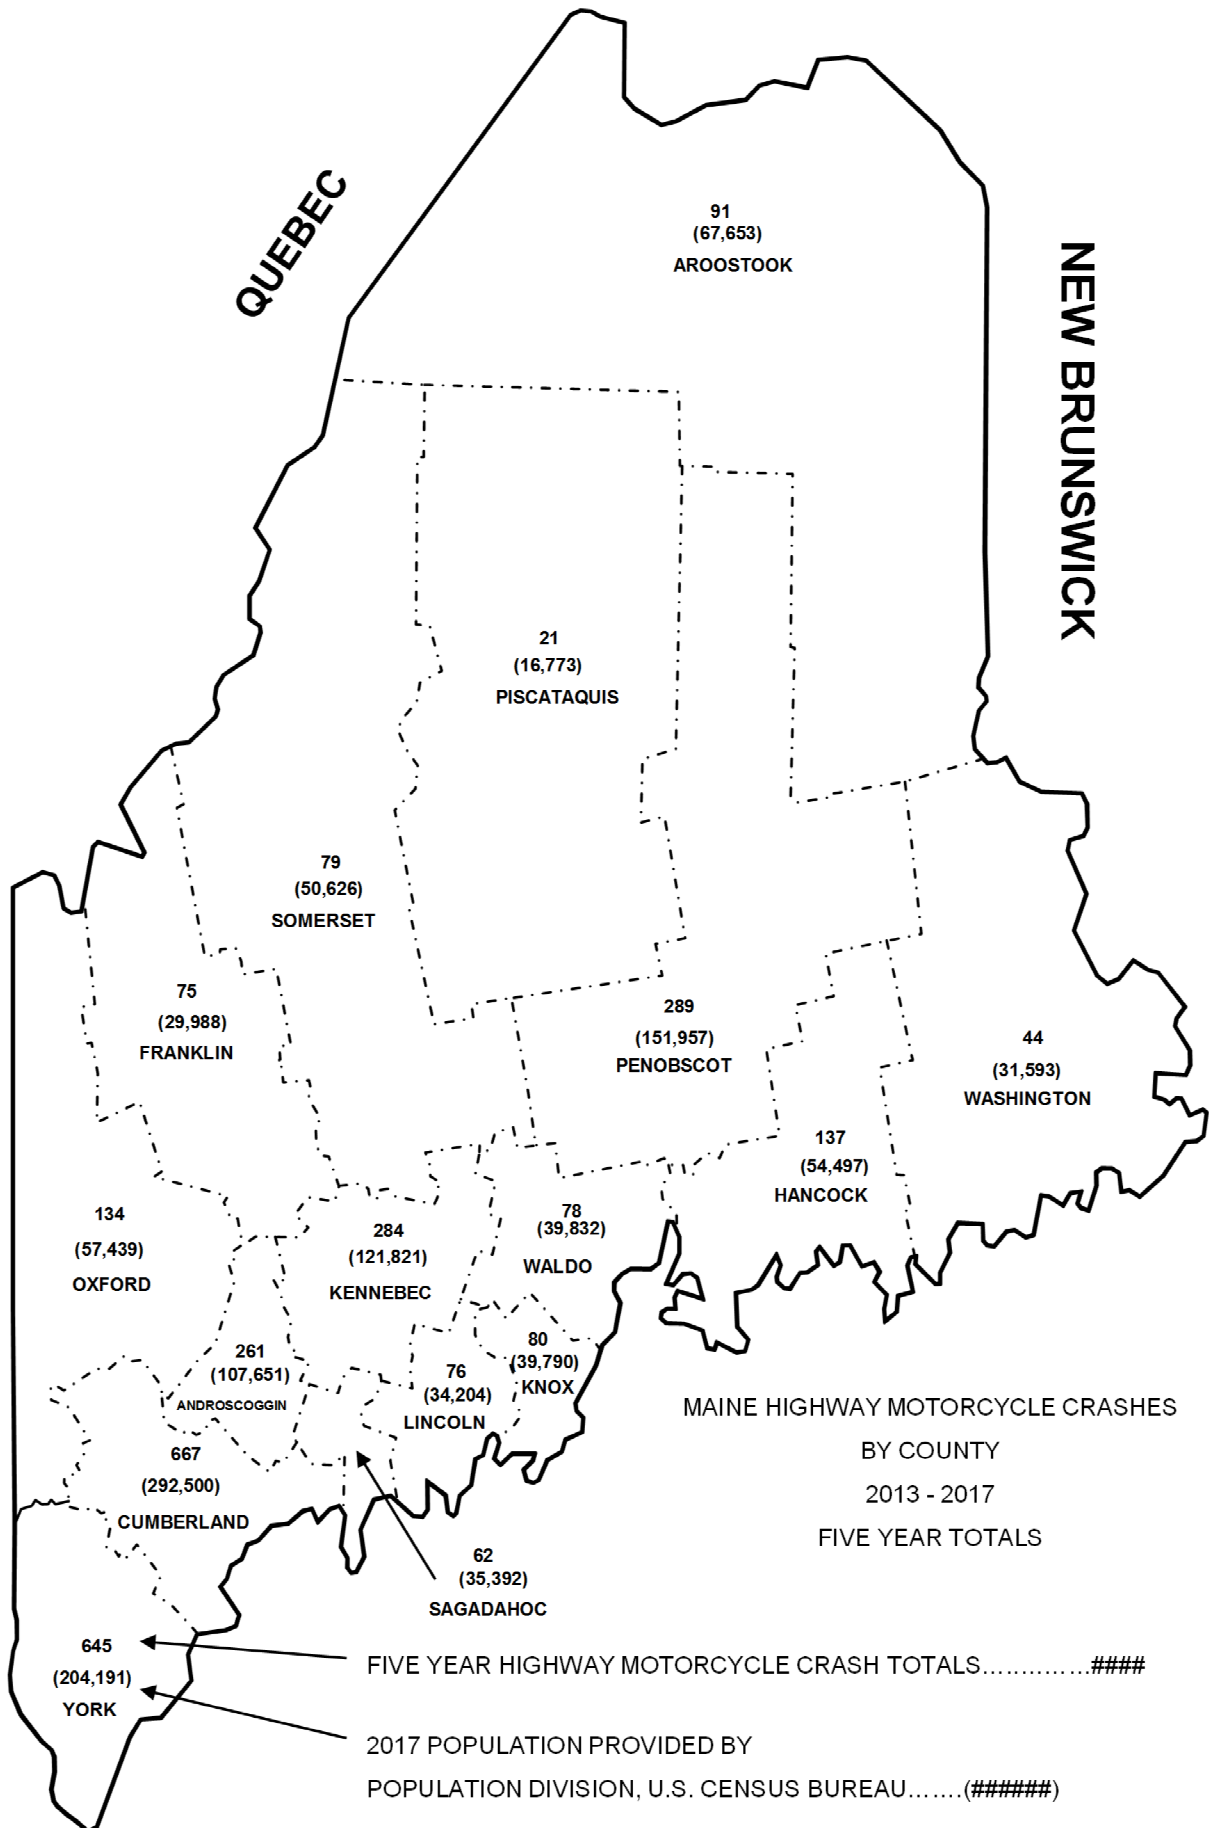 QUEBEC
NEW BRUNSWICK
91
(67,653)
AROOSTOOK
21
(16,773)
PISCATAQUIS
79
(50,626)
SOMERSET
75
(29,988)
FRANKLIN
289
(151,957)
PENOBSCOT
44
(31,593)
WASHINGTON
137
(54,497)
HANCOCK
134
(57,439)
OXFORD
284
(121,821)
KENNEBEC
78
(39,832)
WALDO
261
(107,651)
ANDROSCOGGIN
76
(34,204)
LINCOLN
80
(39,790)
KNOX
667
(292,500)
CUMBERLAND
62
(35,392)
SAGADAHOC
645
(204,191)
YORK
MAINE HIGHWAY MOTORCYCLE CRASHES
BY COUNTY
2013 - 2017
FIVE YEAR TOTALS
FIVE YEAR HIGHWAY MOTORCYCLE CRASH TOTALS…………..####
2017 POPULATION PROVIDED BY
POPULATION DIVISION, U.S. CENSUS BUREAU…….(######)